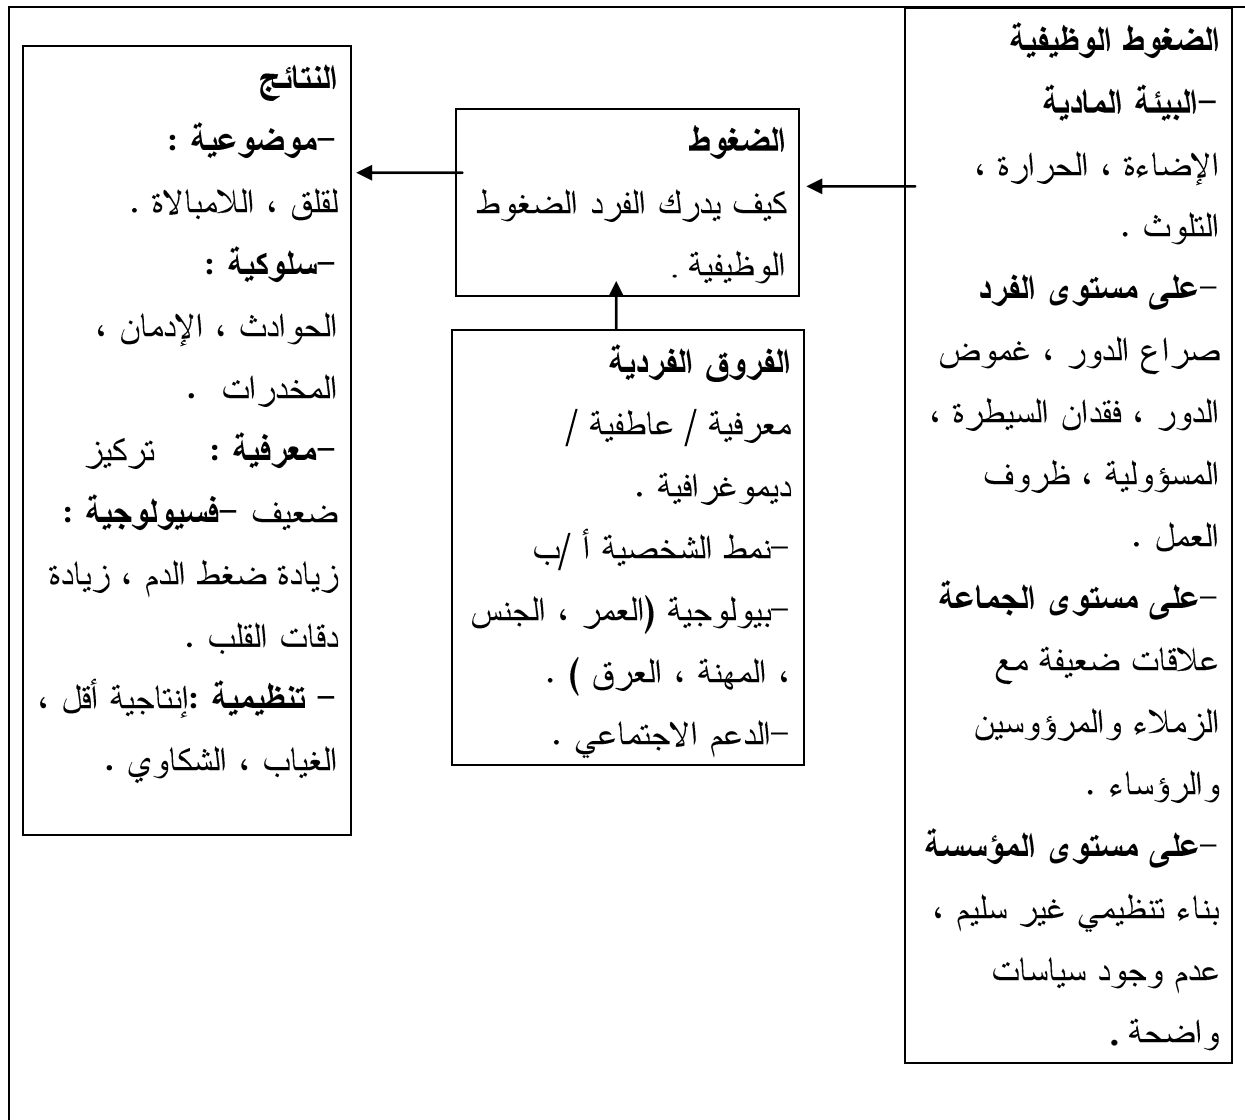 الضغوط الوظيفية
-البيئة المادية
الإضاءة ، الحرارة ،
التلوث .
-على مستوى الفرد
صراع الدور ، غموض
الدور ، فقدان السيطرة ،
المسؤولية ، ظروف
العمل .
-على مستوى الجماعة
علاقات ضعيفة مع
الزملاء والمرؤوسين
والرؤساء .
-على مستوى المؤسسة
بناء تنظيمي غير سليم ،
عدم وجود سياسات
واضحة .
الضغوط
كيف يدرك الفرد الضغوط
الوظيفية .
الفروق الفردية
معرفية / عاطفية /
ديموغرافية .
-نمط الشخصية أ /ب
-بيولوجية (العمر ، الجنس
، المهنة ، العرق ) .
-الدعم الاجتماعي .
النتائج
-موضوعية :
لقلق ، اللامبالاة .
-سلوكية :
الحوادث ، الإدمان ،
المخدرات .
-معرفية : تركيز
ضعيف -فسيولوجية :
زيادة ضغط الدم ، زيادة
دقات القلب .
- تنظيمية :إنتاجية أقل ،
الغياب ، الشكاوي .